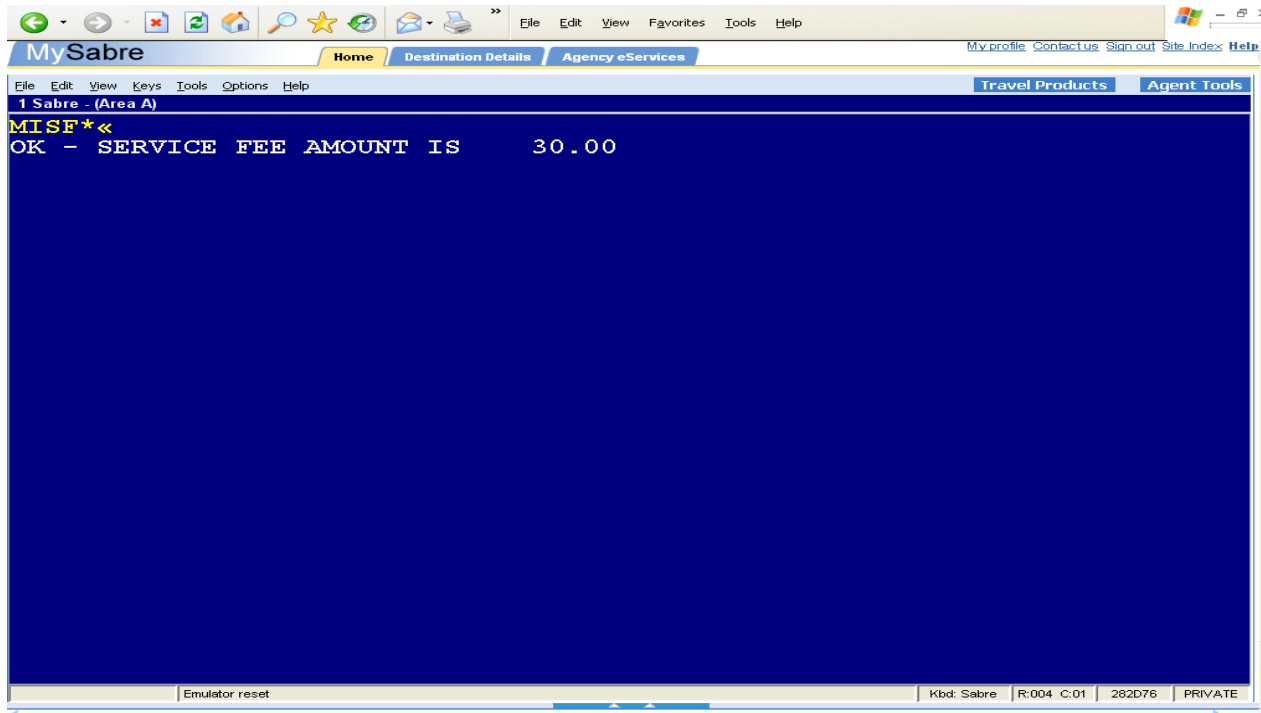 » File Edit View Favorites Tools Help
MySabre Home Destination Details Agency eServices My profile Contact us Sign out Site Index Help
File Edit View Keys Tools Options Help Travel Products Agent Tools
1 Sabre - (Area A)
MISF*«
OK - SERVICE FEE AMOUNT IS 30.00
Emulator reset Kbd: Sabre R:004 C:01 282D76 PRIVATE